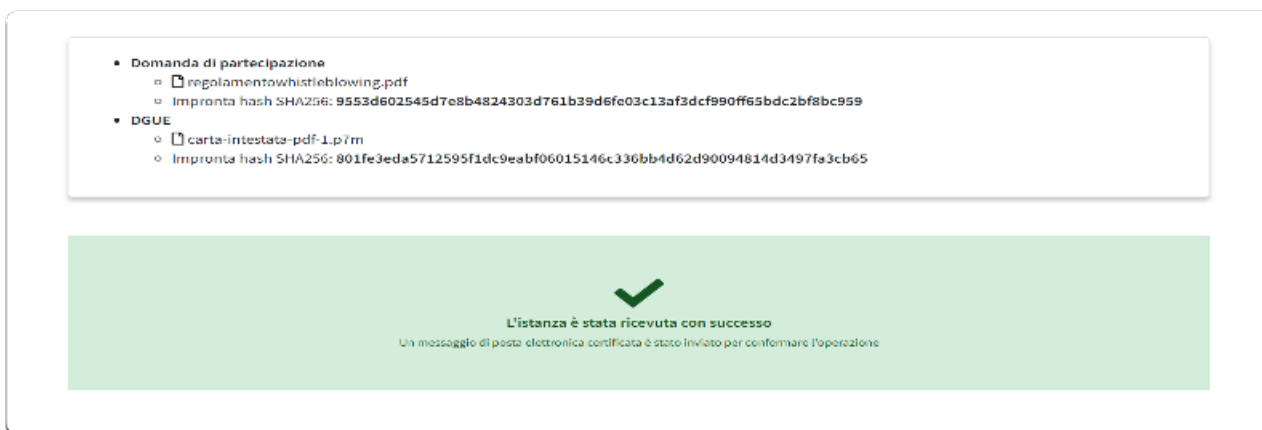 Domanda di partecipazione
regolamentowhistleblowing.pdf
Impronta hash SHA256: 9553d602545d7e8b4824303d761b39d6fe03c13af3dcf990ff65bdc2bf8bc959
DGUE
carta-intestata-pdf-1.p7m
Impronta hash SHA256: 801fe3eda5712595f1dc9eabf06015146c336bb4d62d90094814d3497fa3cb65
L'istanza è stata ricevuta con successo
Un messaggio di posta elettronica certificata è stato inviato per confermare l'operazione